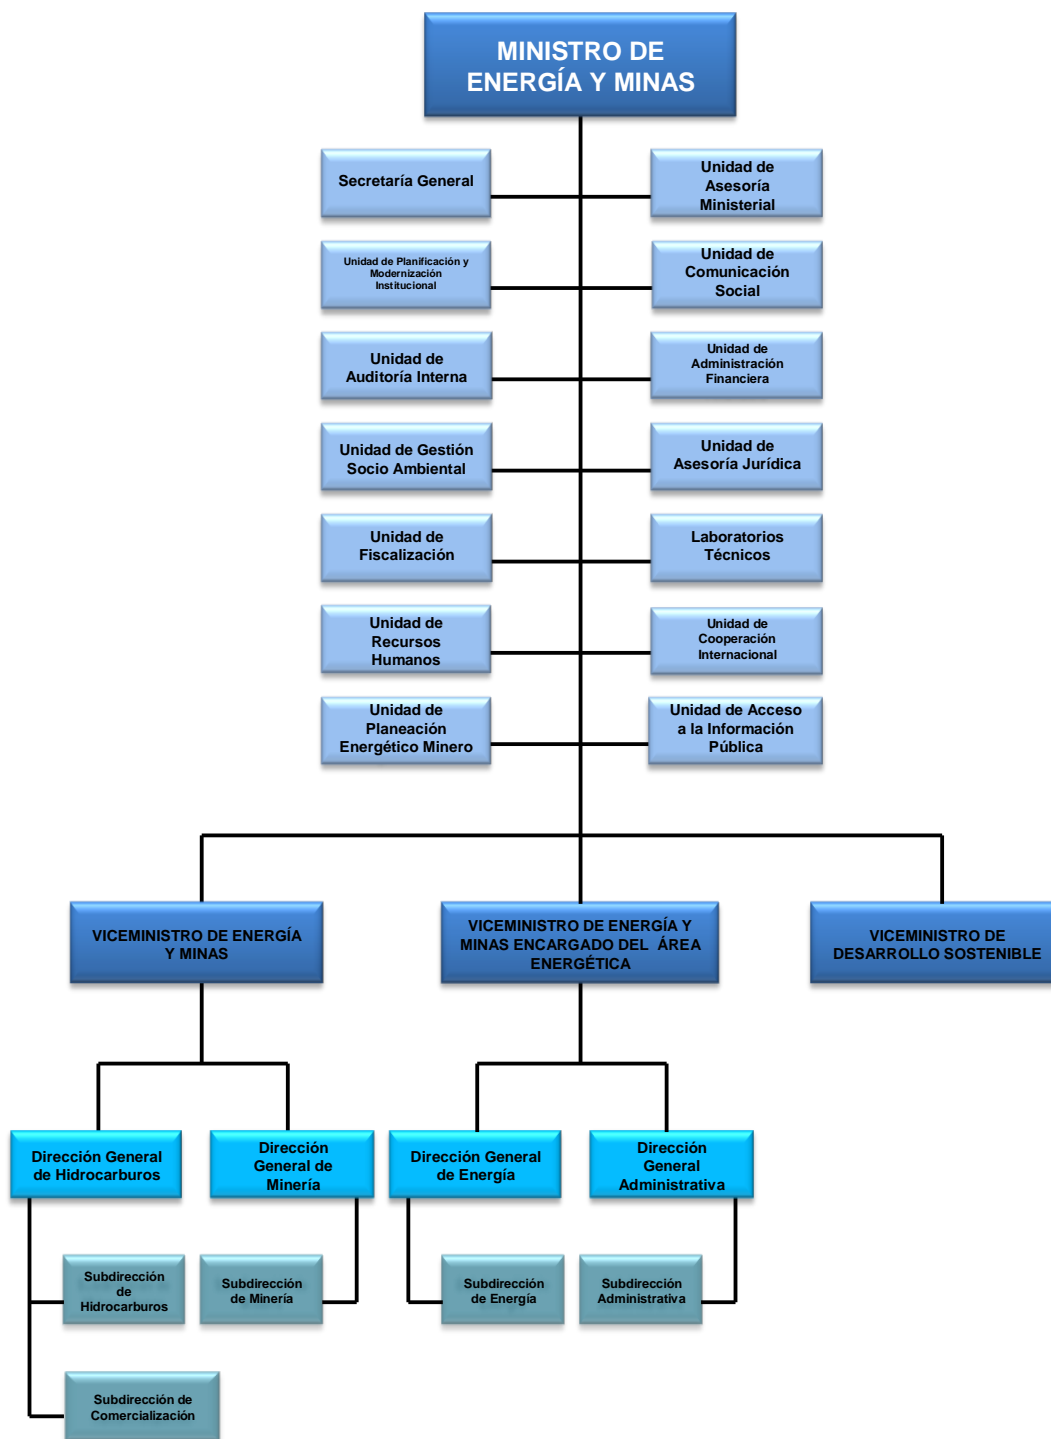 MINISTRO DE
ENERGÍA Y MINAS
Secretaría General
Unidad de
Asesoría
Ministerial
Unidad de Planificación y
Modernización
Institucional
Unidad de
Comunicación
Social
Unidad de
Auditoría Interna
Unidad de
Administración
Financiera
Unidad de Gestión
Socio Ambiental
Unidad de
Asesoría Jurídica
Unidad de
Fiscalización
Laboratorios
Técnicos
Unidad de
Recursos
Humanos
Unidad de
Cooperación
Internacional
Unidad de
Planeación
Energético Minero
Unidad de Acceso
a la Información
Pública
VICEMINISTRO DE ENERGÍA
Y MINAS
VICEMINISTRO DE ENERGÍA Y
MINAS ENCARGADO DEL ÁREA
ENERGÉTICA
VICEMINISTRO DE
DESARROLLO SOSTENIBLE
Dirección General
de Hidrocarburos
Dirección
General de
Minería
Dirección General
de Energía
Dirección
General
Administrativa
Subdirección
de
Hidrocarburos
Subdirección
de Minería
Subdirección
de Energía
Subdirección
Administrativa
Subdirección de
Comercialización